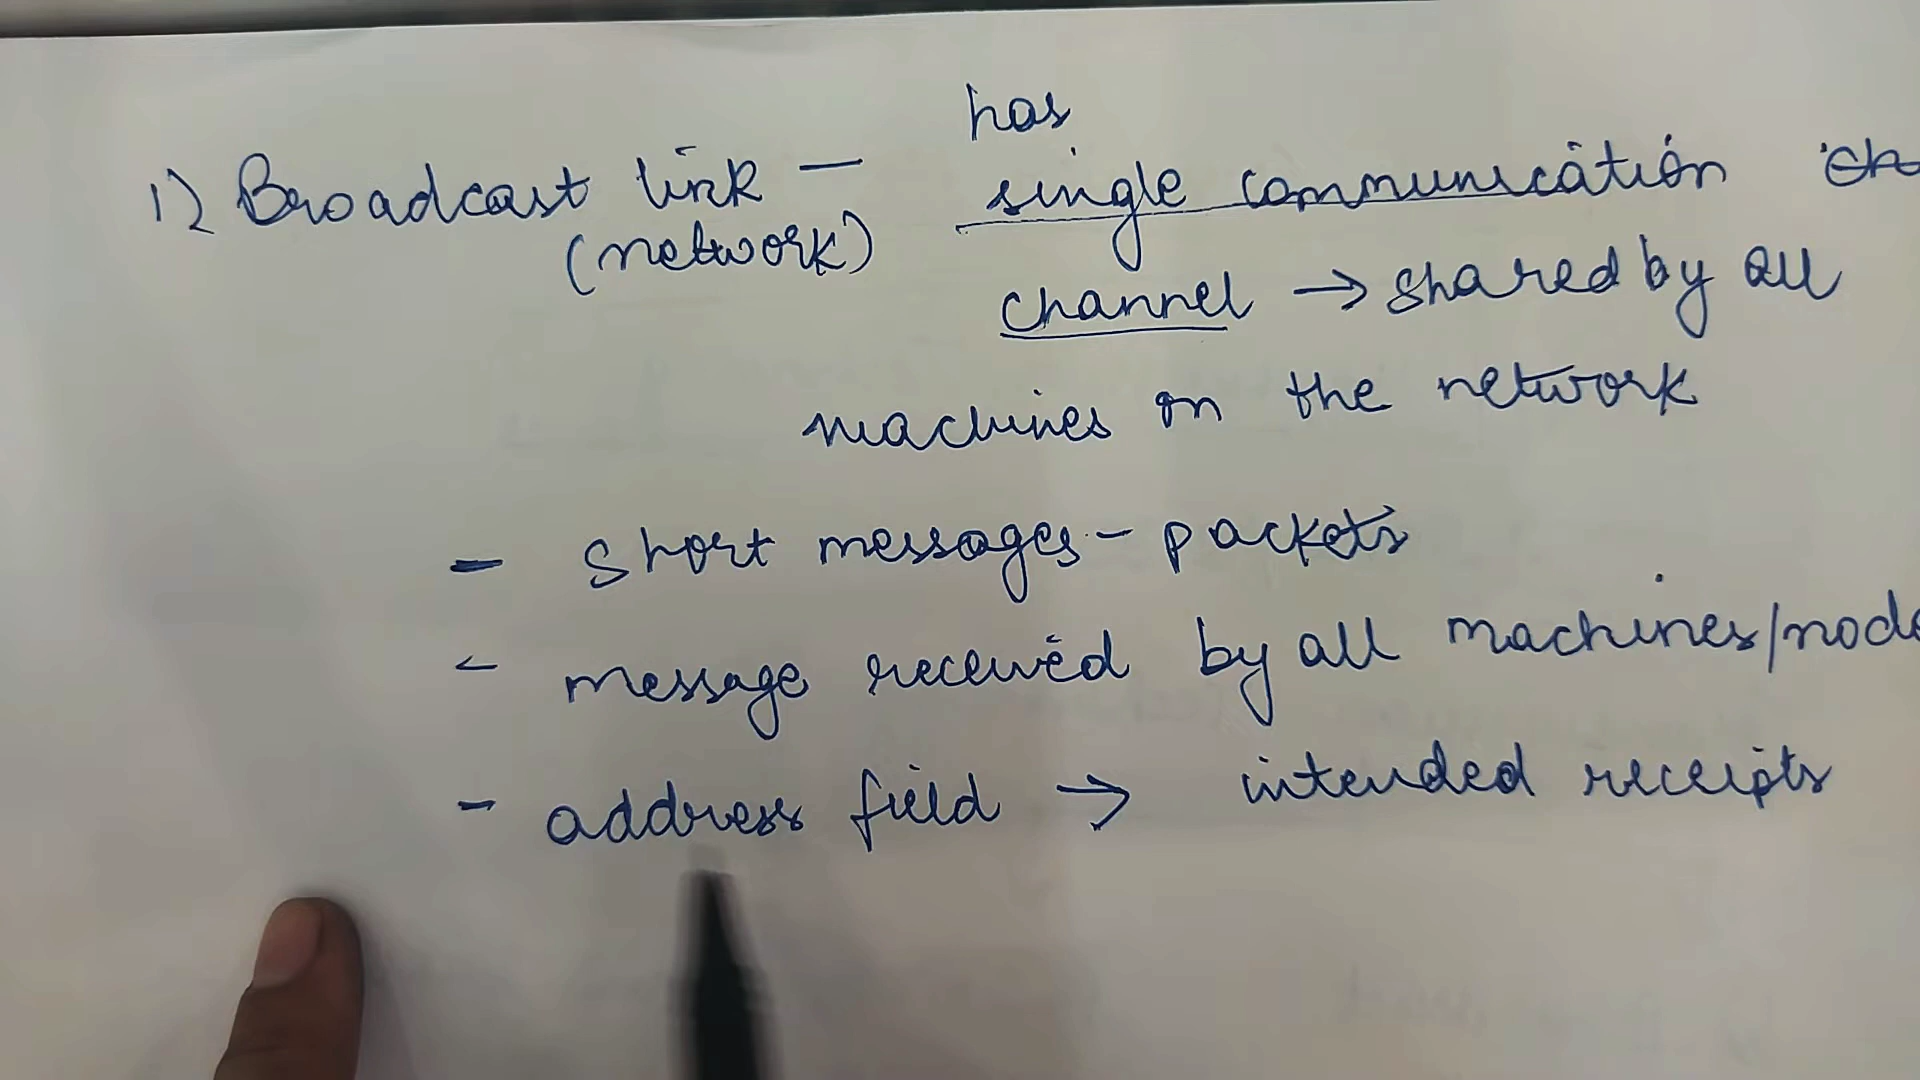 has
1) Broadcast link — single communication
(network)
channel → shared by all
machines on the network
- short messages - packets
- message received by all machines/node
- address field → intended receipts